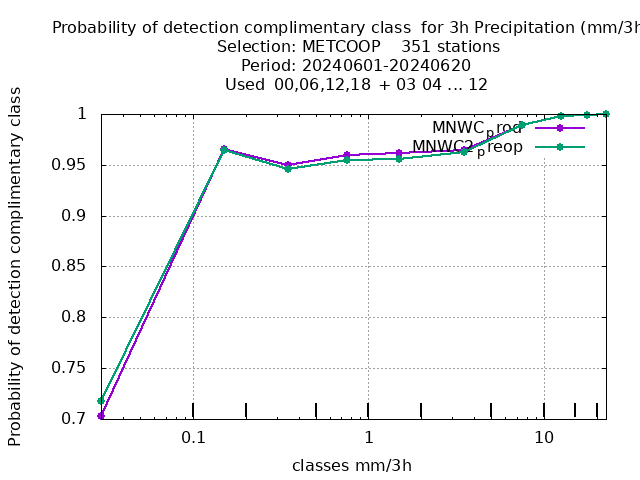 Probability of detection complimentary class for 3h Precipitation (mm/3h
Selection: METCOOP 351 stations
Period: 20240601-20240620
Used 00,06,12,18 + 03 04 ... 12
Probability of detection complimentary class
1
0.95
0.9
0.85
0.8
0.75
0.7
MNWC_prod
MNWC2_preop
0.1
1
10
classes mm/3h